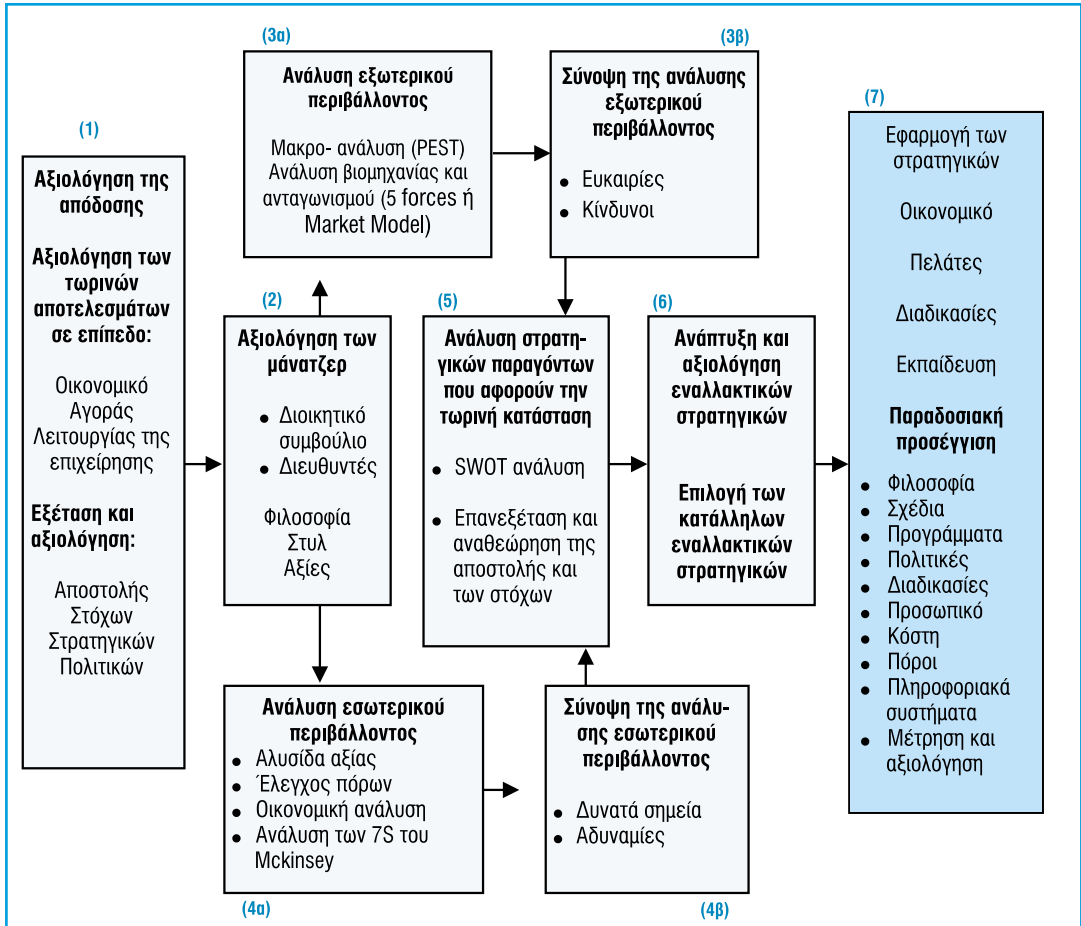 (1)
Αξιολόγηση της
απόδοσης
Αξιολόγηση των
τωρινών
αποτελεσμάτων
σε επίπεδο:
Οικονομικό
Αγοράς
Λειτουργίας της
επιχείρησης
Εξέταση και
αξιολόγηση:
Αποστολής
Στόχων
Στρατηγικών
Πολιτικών
(2)
Αξιολόγηση των
μάνατζερ
• Διοικητικό
συμβούλιο
• Διευθυντές
Φιλοσοφία
Στυλ
Αξίες
(3α)
Ανάλυση εξωτερικού
περιβάλλοντος
Μακρο- ανάλυση (PEST)
Ανάλυση βιομηχανίας και
ανταγωνισμού (5 forces ή
Market Model)
(3β)
Σύνοψη της ανάλυσης
εξωτερικού
περιβάλλοντος
• Ευκαιρίες
• Κίνδυνοι
Ανάλυση εσωτερικού
περιβάλλοντος
• Αλυσίδα αξίας
• Έλεγχος πόρων
• Οικονομική ανάλυση
• Ανάλυση των 7S του
Mckinsey
(4α)
Σύνοψη της ανάλυ-
σης εσωτερικού
περιβάλλοντος
• Δυνατά σημεία
• Αδυναμίες
(4β)
(5)
Ανάλυση στρατη-
γικών παραγόντων
που αφορούν την
τωρινή κατάσταση
• SWOT ανάλυση
• Επανεξέταση και
αναθεώρηση της
αποστολής και
των στόχων
(6)
Ανάπτυξη και
αξιολόγηση
εναλλακτικών
στρατηγικών
Επιλογή των
κατάλληλων
εναλλακτικών
στρατηγικών
(7)
Εφαρμογή των
στρατηγικών
Οικονομικό
Πελάτες
Διαδικασίες
Εκπαίδευση
Παραδοσιακή
προσέγγιση
• Φιλοσοφία
• Σχέδια
• Προγράμματα
• Πολιτικές
• Διαδικασίες
• Προσωπικό
• Κόστη
• Πόροι
• Πληροφοριακά
συστήματα
• Μέτρηση και
αξιολόγηση